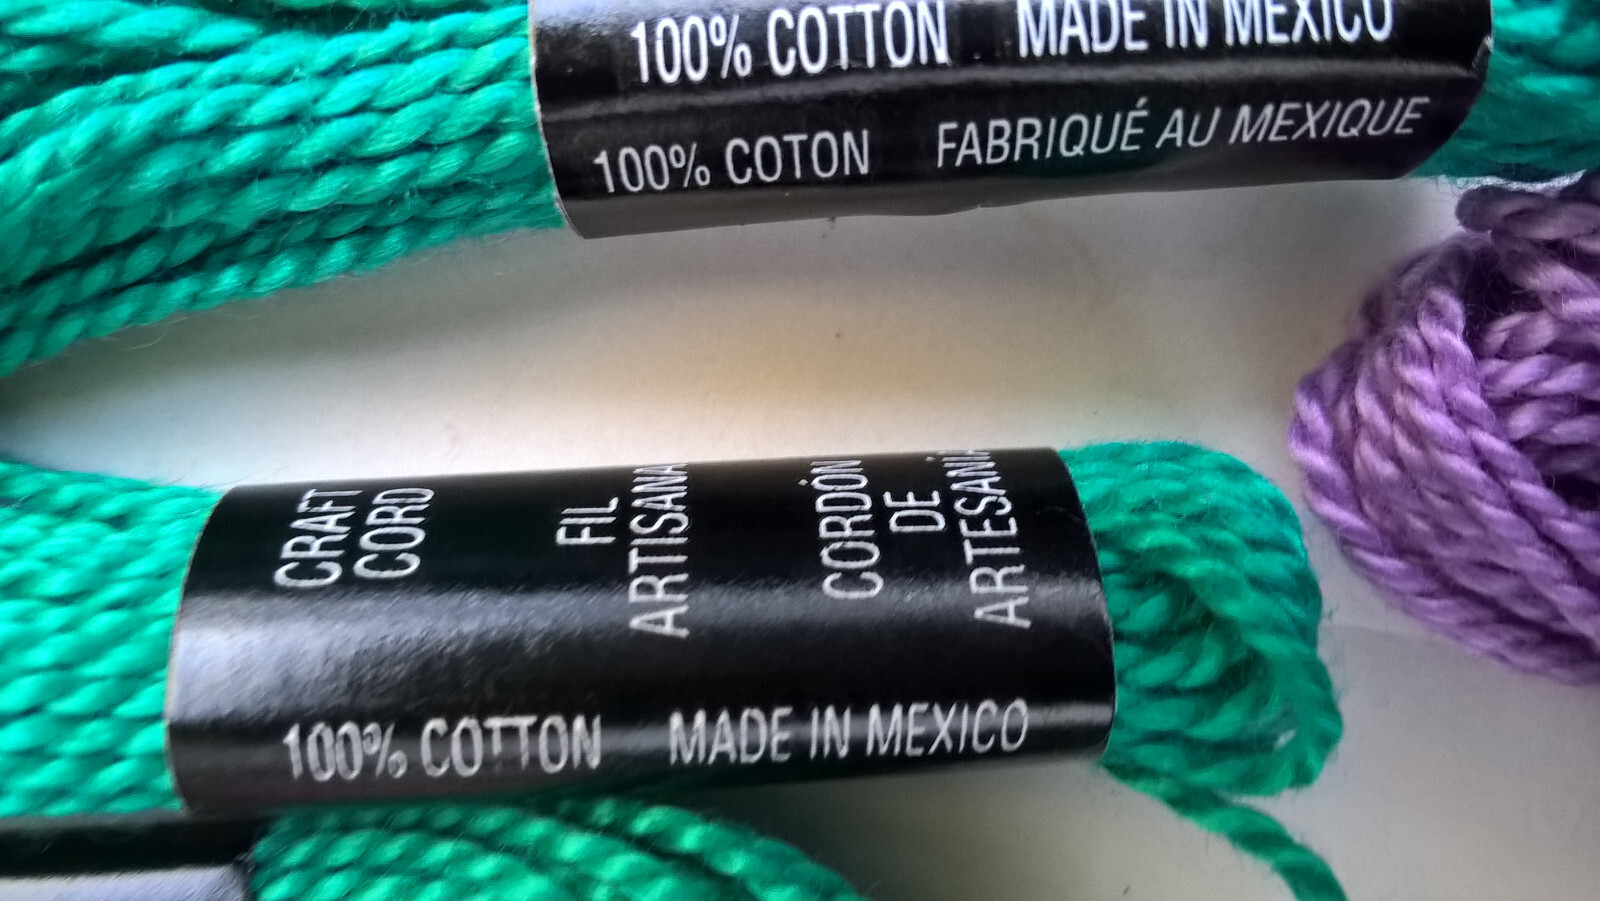 100% COTTON MADE IN MEXICO
100% COTON FABRIQUÉ AU MEXIQUE
CRAFT
CORD
FIL
ARTISANA
CORDÓN
DE
ARTESANÍA
100% COTTON MADE IN MEXICO